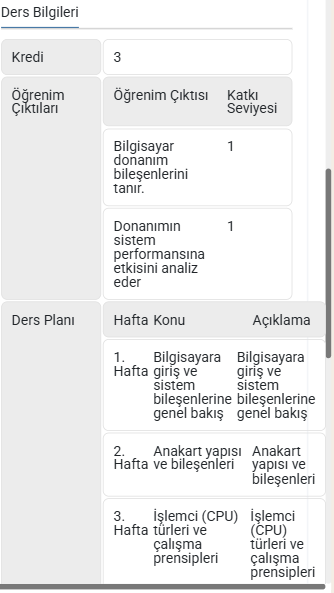 Ders Bilgileri
Kredi 3
Öğrenim Çıktıları
Öğrenim Çıktısı Katkı Seviyesi
Bilgisayar donanım bileşenlerini tanır. 1
Donanımın sistem performansına etkisini analiz eder 1
Ders Planı
Hafta Konu Açıklama
1. Hafta Bilgisayara giriş ve sistem bileşenlerine genel bakış Bilgisayara giriş ve sistem bileşenlerine genel bakış
2. Hafta Anakart yapısı ve bileşenleri Anakart yapısı ve bileşenleri
3. Hafta İşlemci (CPU) türleri ve çalışma prensipleri İşlemci (CPU) türleri ve çalışma prensipleri